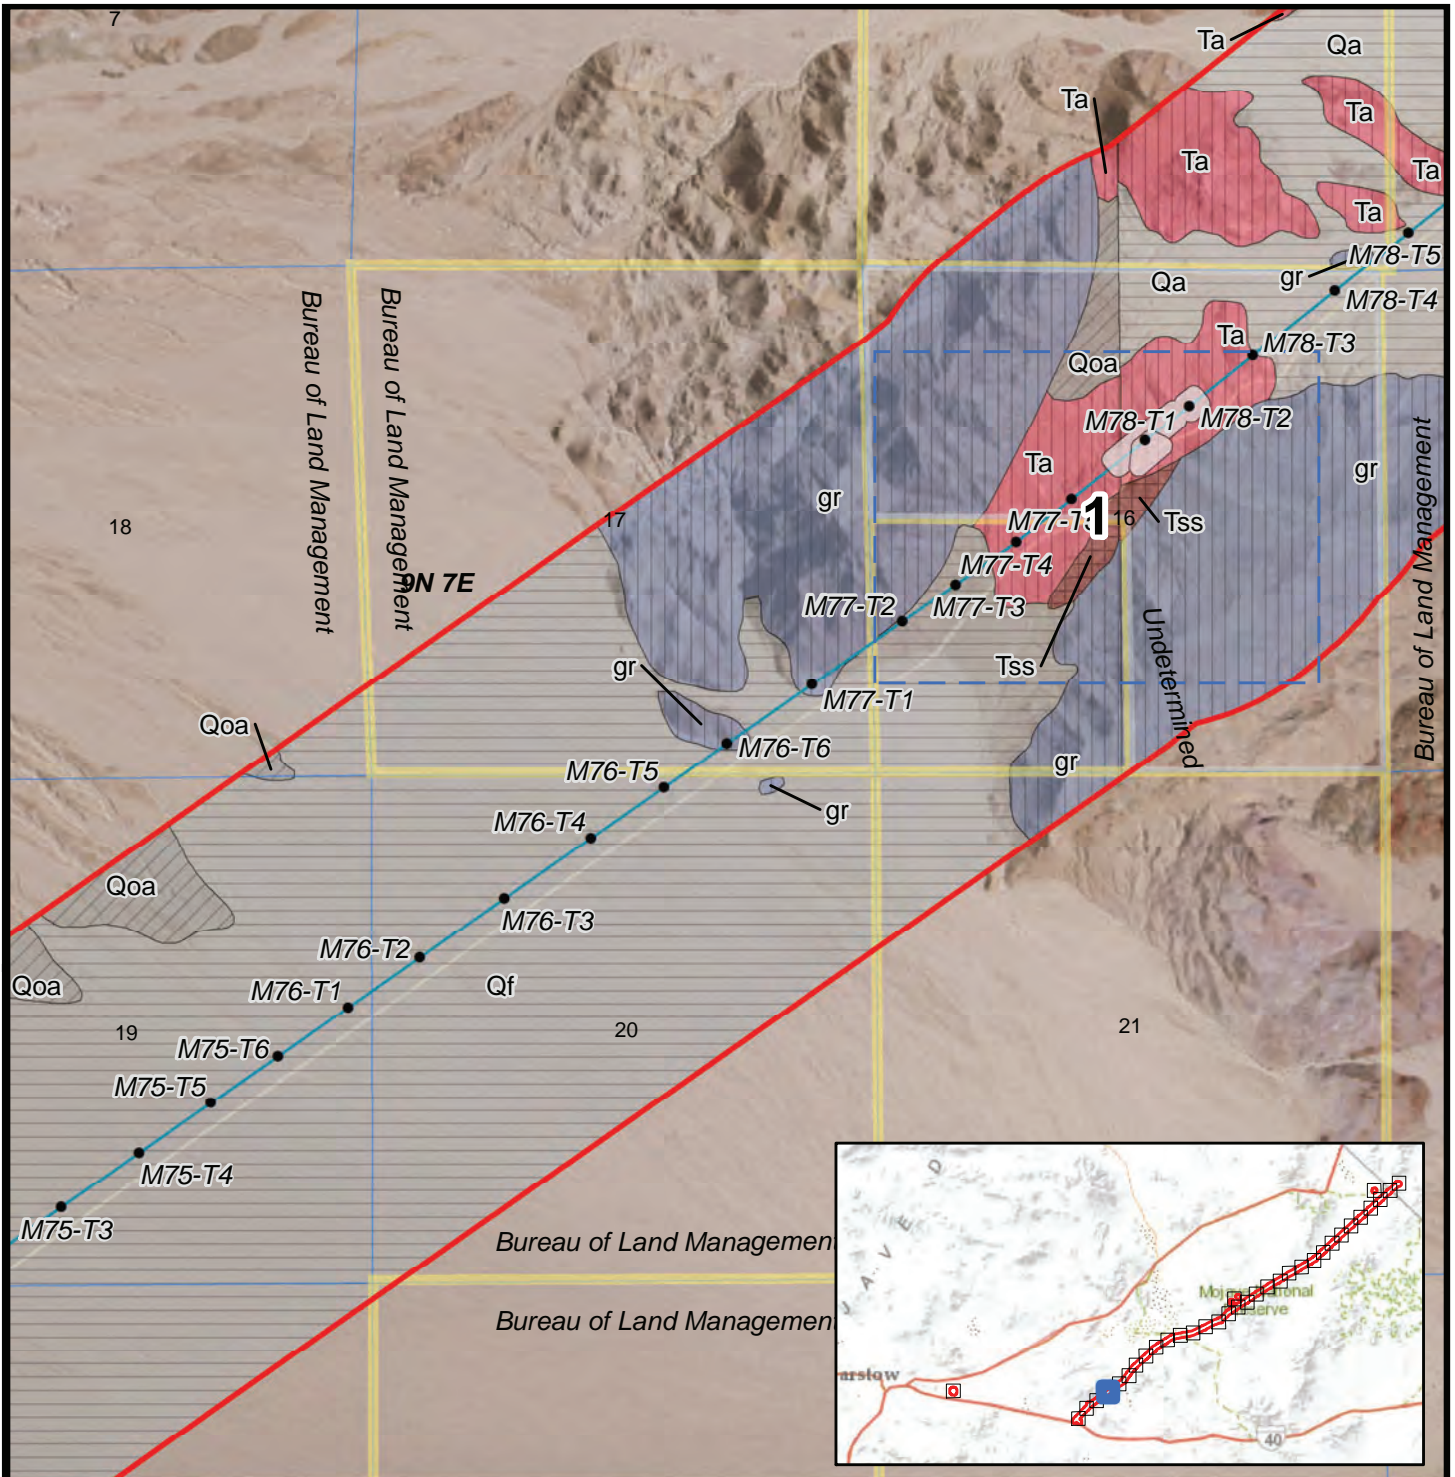 7
Ta
Qa
Ta
Ta
Ta
Ta
Ta
M78-T5
gr
Qa
M78-T4
Bureau of Land Management
Bureau of Land Management
Ta
M78-T3
Qoa
M78-T1
M78-T2
Ta
gr
gr
Bureau of Land Management
18
17
M77-T5
1
16
Tss
9N 7E
M77-T4
M77-T2
M77-T3
Undetermined
gr
Tss
M77-T1
Qoa
M76-T6
M76-T5
gr
gr
M76-T4
Qoa
M76-T3
M76-T2
Qoa
M76-T1
Qf
19
20
21
M75-T6
M75-T5
M75-T4
M75-T3
Bureau of Land Management
Bureau of Land Management
J A V E D
arstow
40